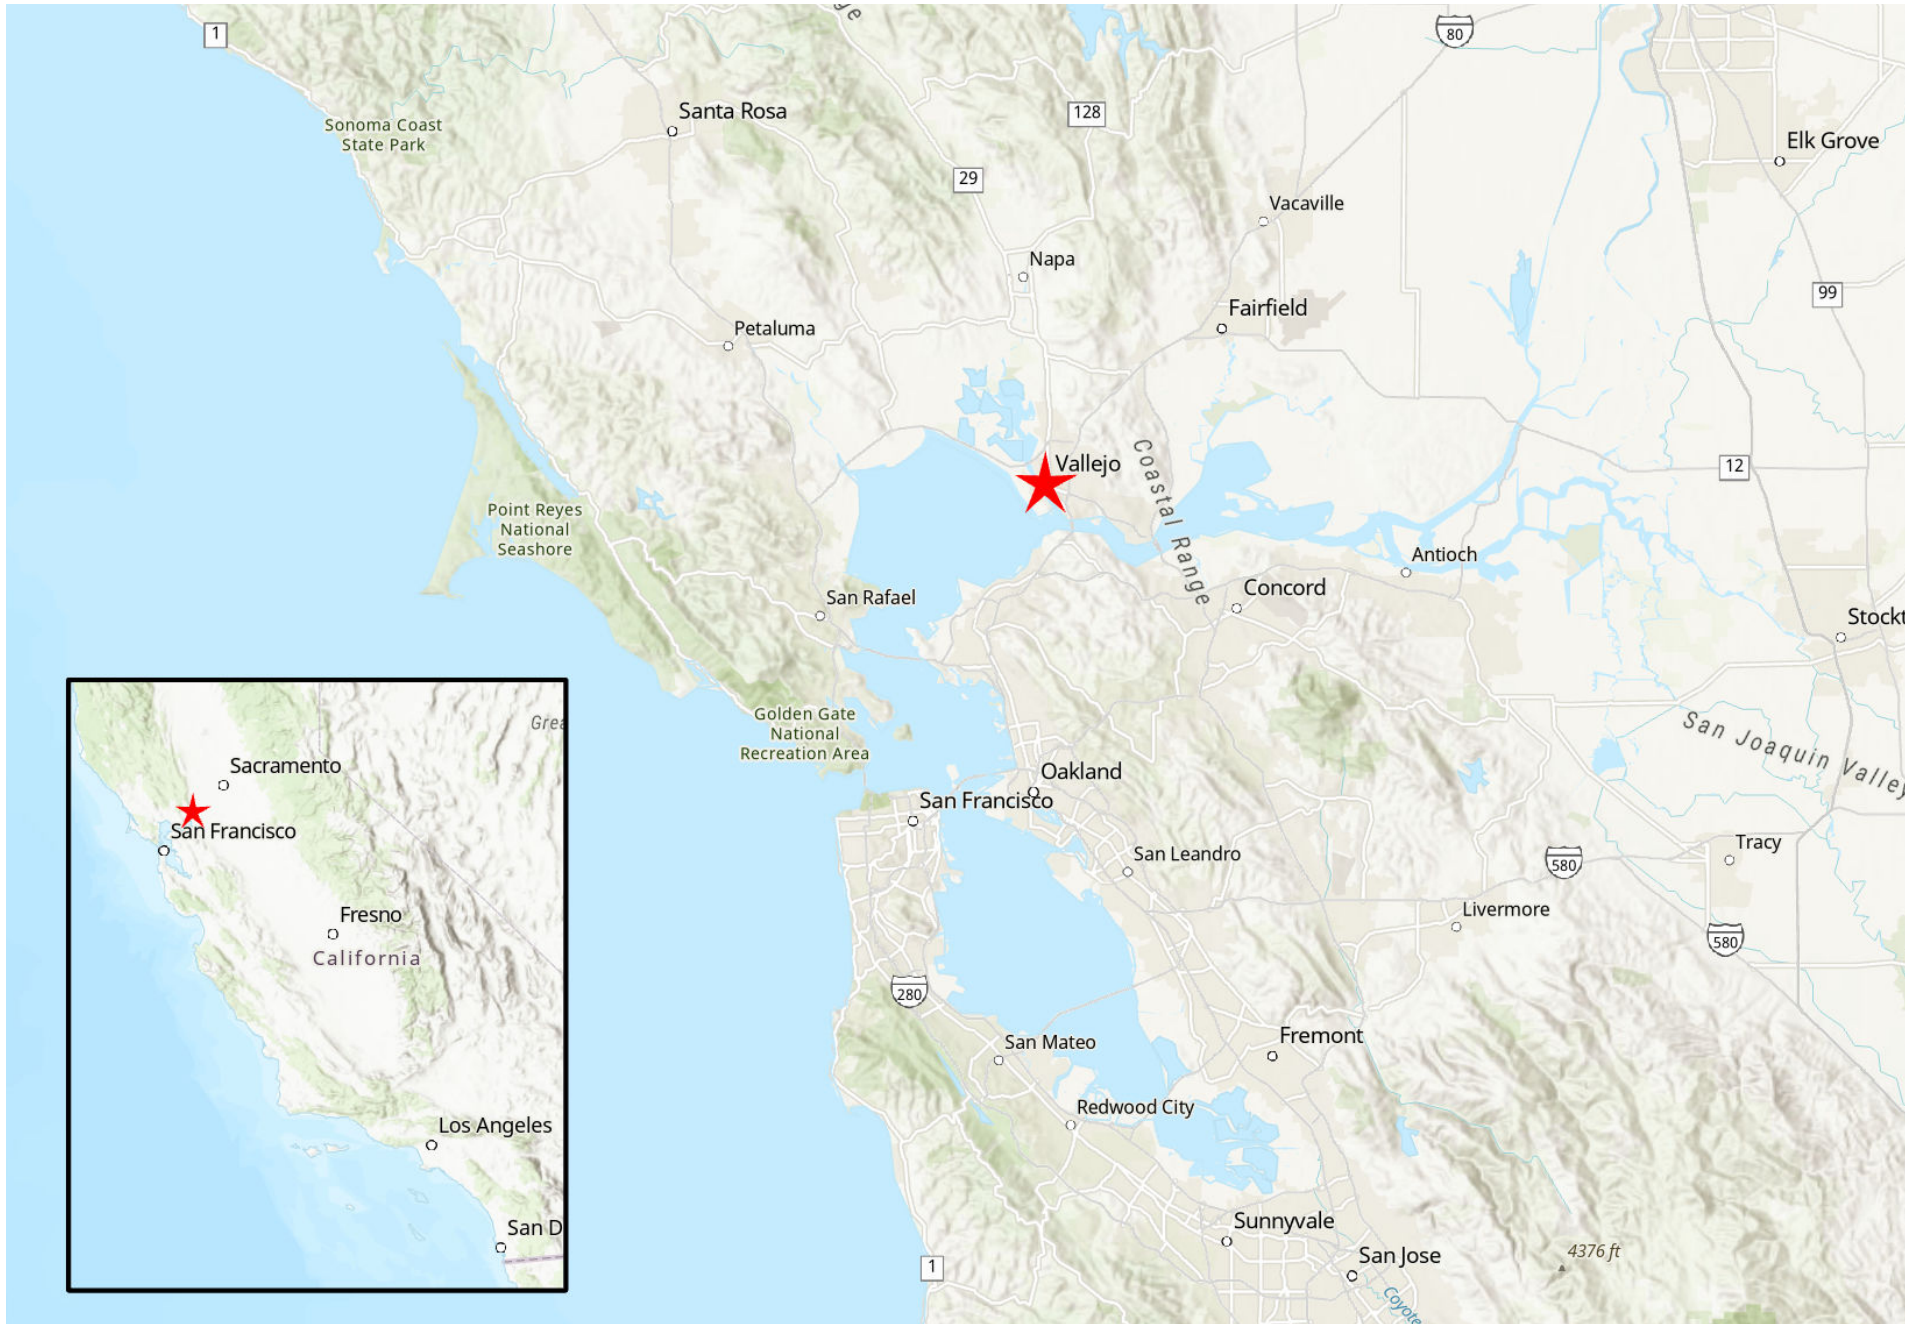 1
80
ge
Santa Rosa
128
Sonoma Coast
State Park
Elk Grove
29
Vacaville
Napa
99
Fairfield
Petaluma
Vallejo
12
Coastal Range
Point Reyes
National
Seashore
Antioch
Concord
San Rafael
Stockt
Golden Gate
National
Recreation Area
San Joaquin Valley
Oakland
San Francisco
Tracy
San Leandro
580
Livermore
580
280
Fremont
San Mateo
Redwood City
Sunnyvale
San Jose
4376 ft
1
Coyote
Grea
Sacramento
San Francisco
Fresno
California
Los Angeles
San D